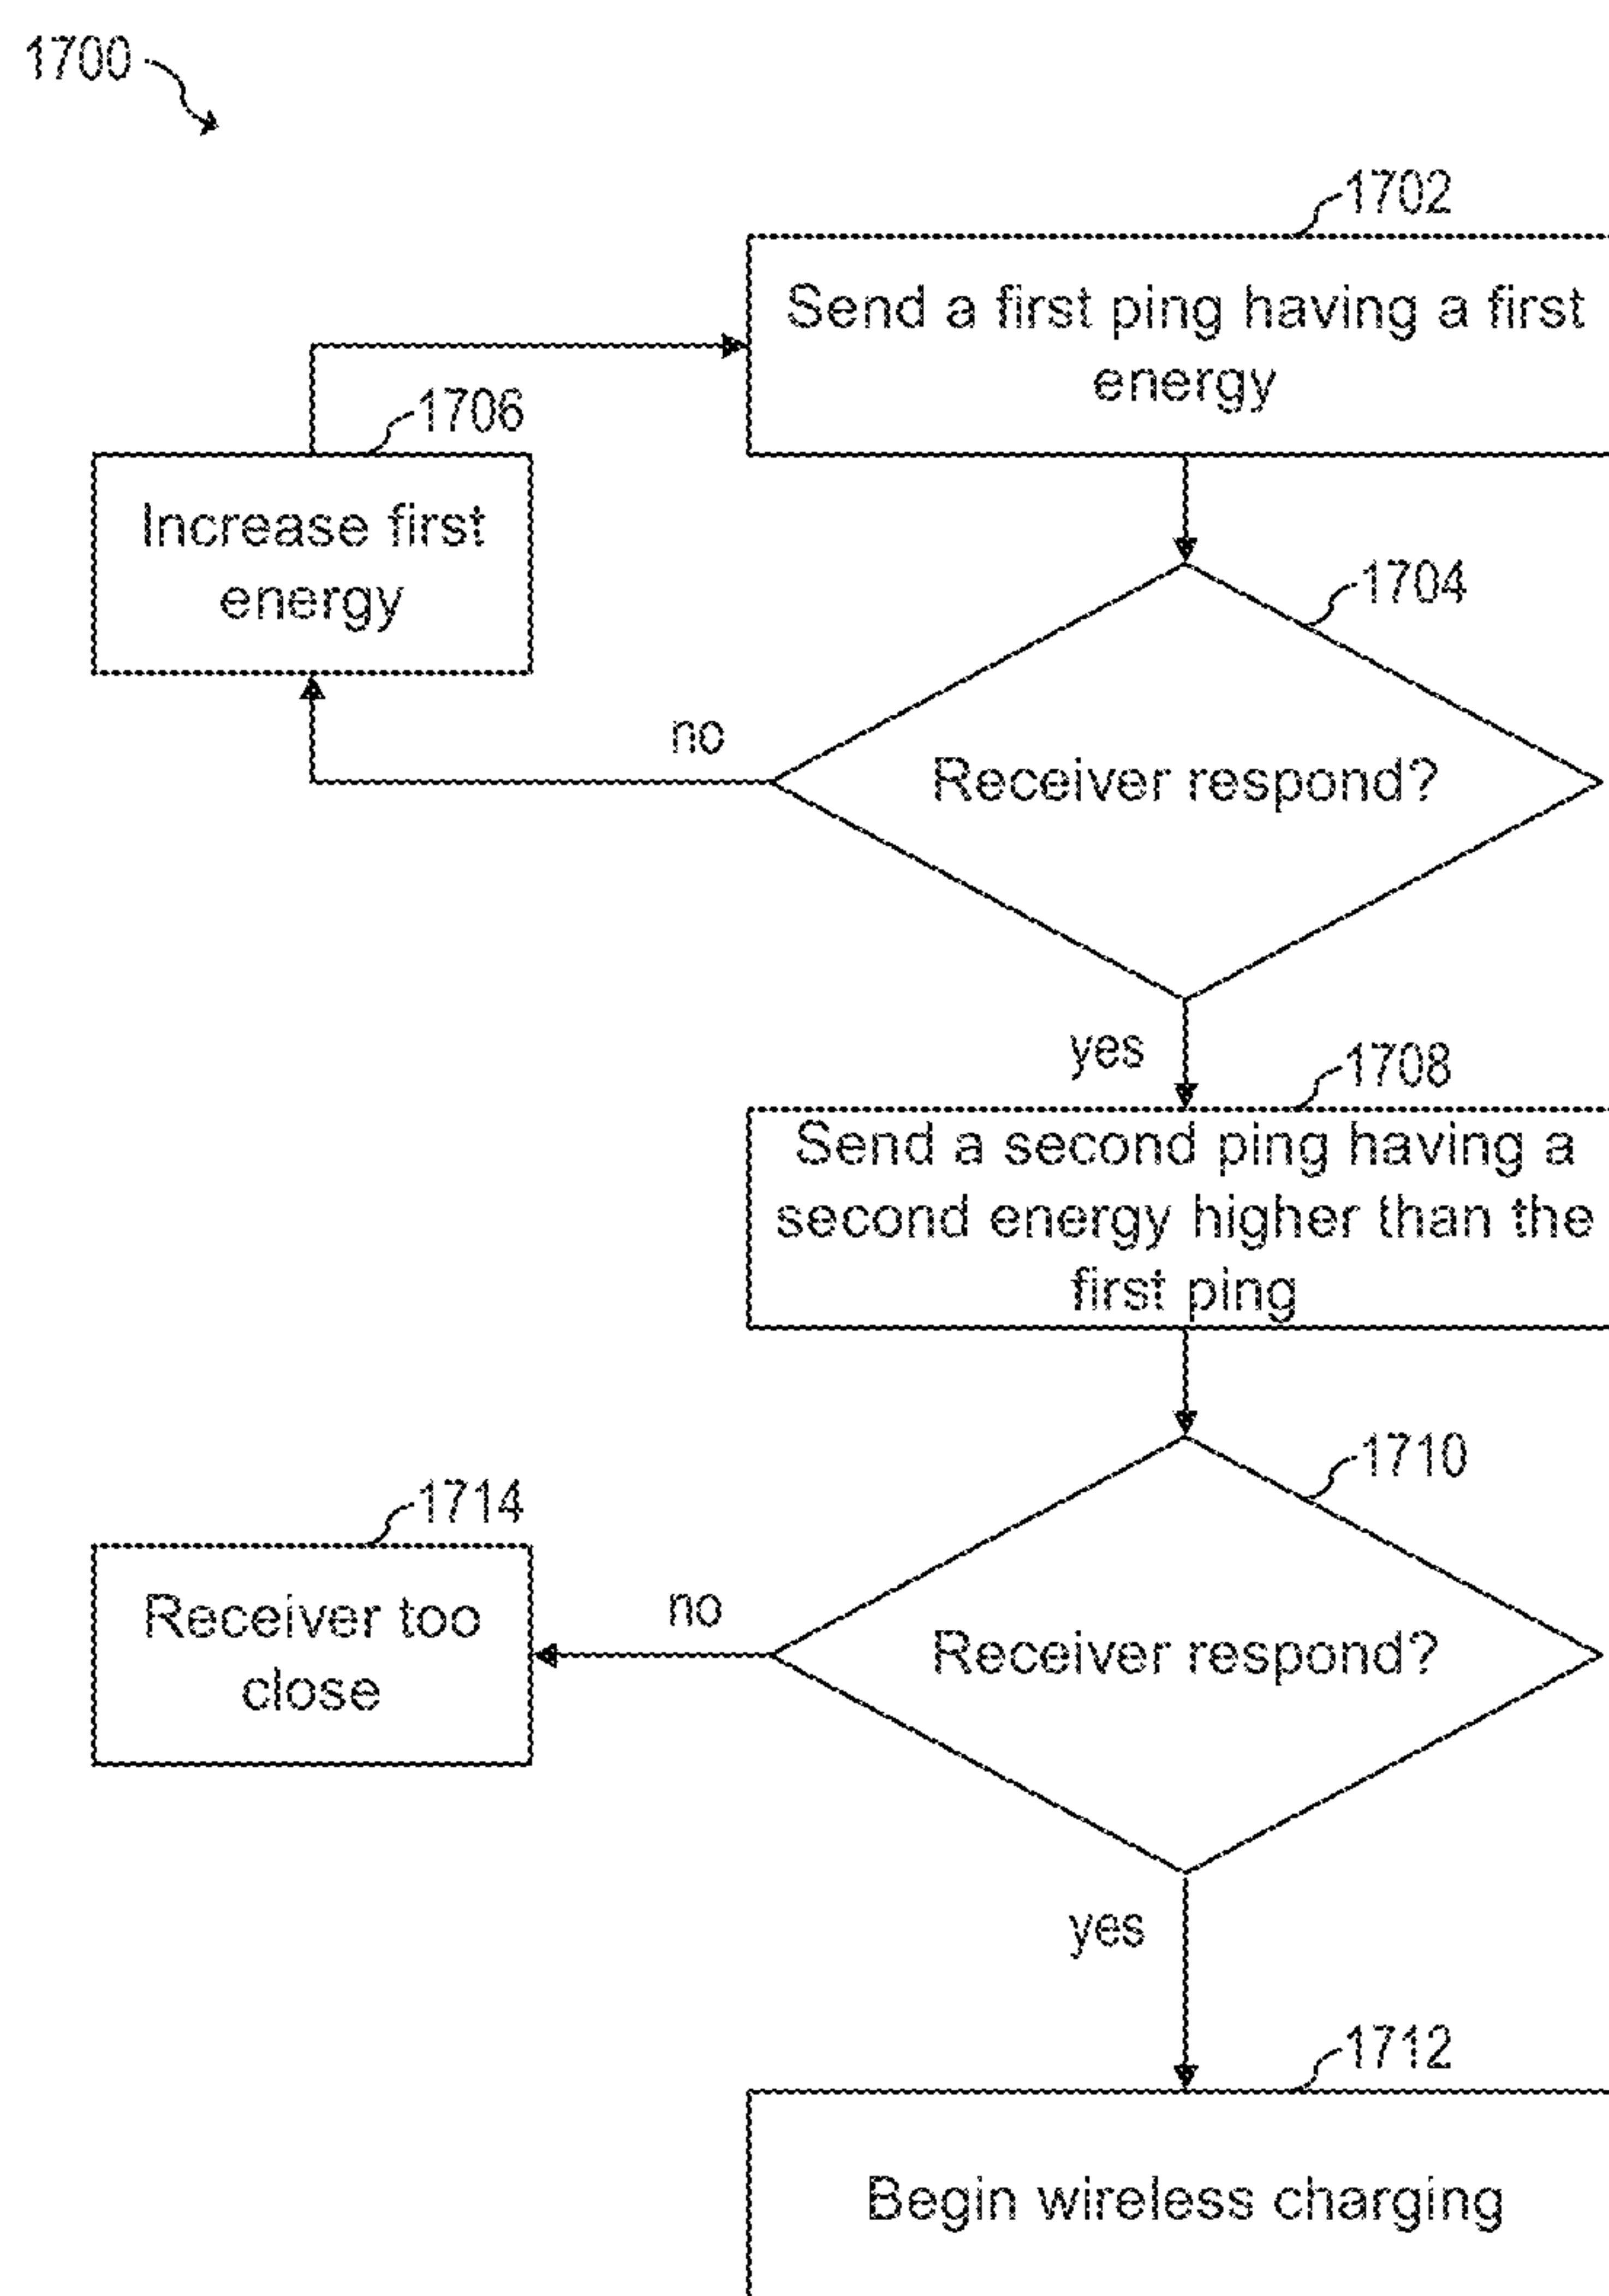 1700
1702
Send a first ping having a first
energy
1706
Increase first
energy
1704
no
Receiver respond?
yes
1708
Send a second ping having a
second energy higher than the
first ping
1710
1714
Receiver too
close
no
Receiver respond?
yes
1712
Begin wireless charging